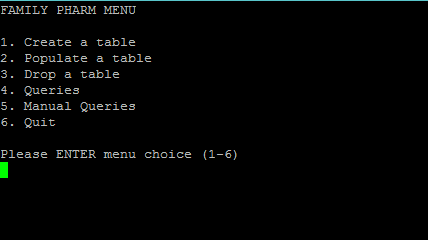 FAMILY PHARM MENU
1. Create a table
2. Populate a table
3. Drop a table
4. Queries
5. Manual Queries
6. Quit
Please ENTER menu choice (1-6)